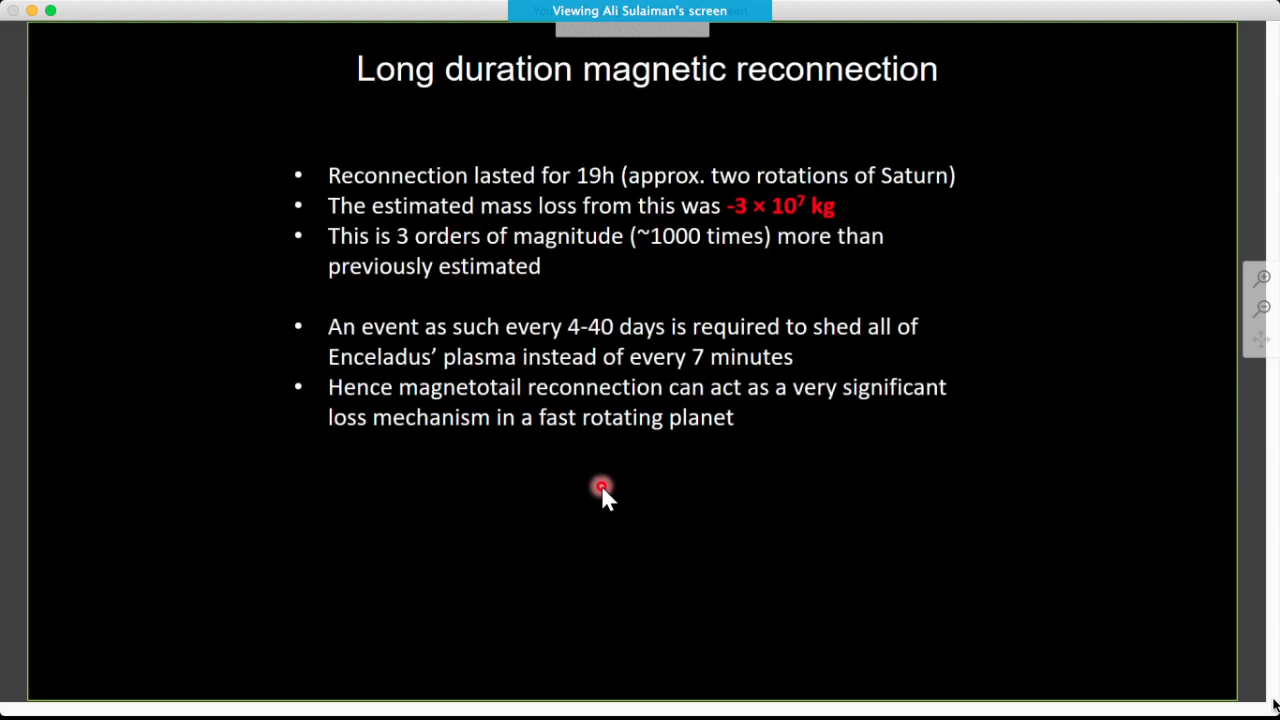 Viewing Ali Sulaiman's screen
Long duration magnetic reconnection
• Reconnection lasted for 19h (approx. two rotations of Saturn)
• The estimated mass loss from this was -3 × 10⁷ kg
• This is 3 orders of magnitude (~1000 times) more than
previously estimated
• An event as such every 4-40 days is required to shed all of
Enceladus’ plasma instead of every 7 minutes
• Hence magnetotail reconnection can act as a very significant
loss mechanism in a fast rotating planet